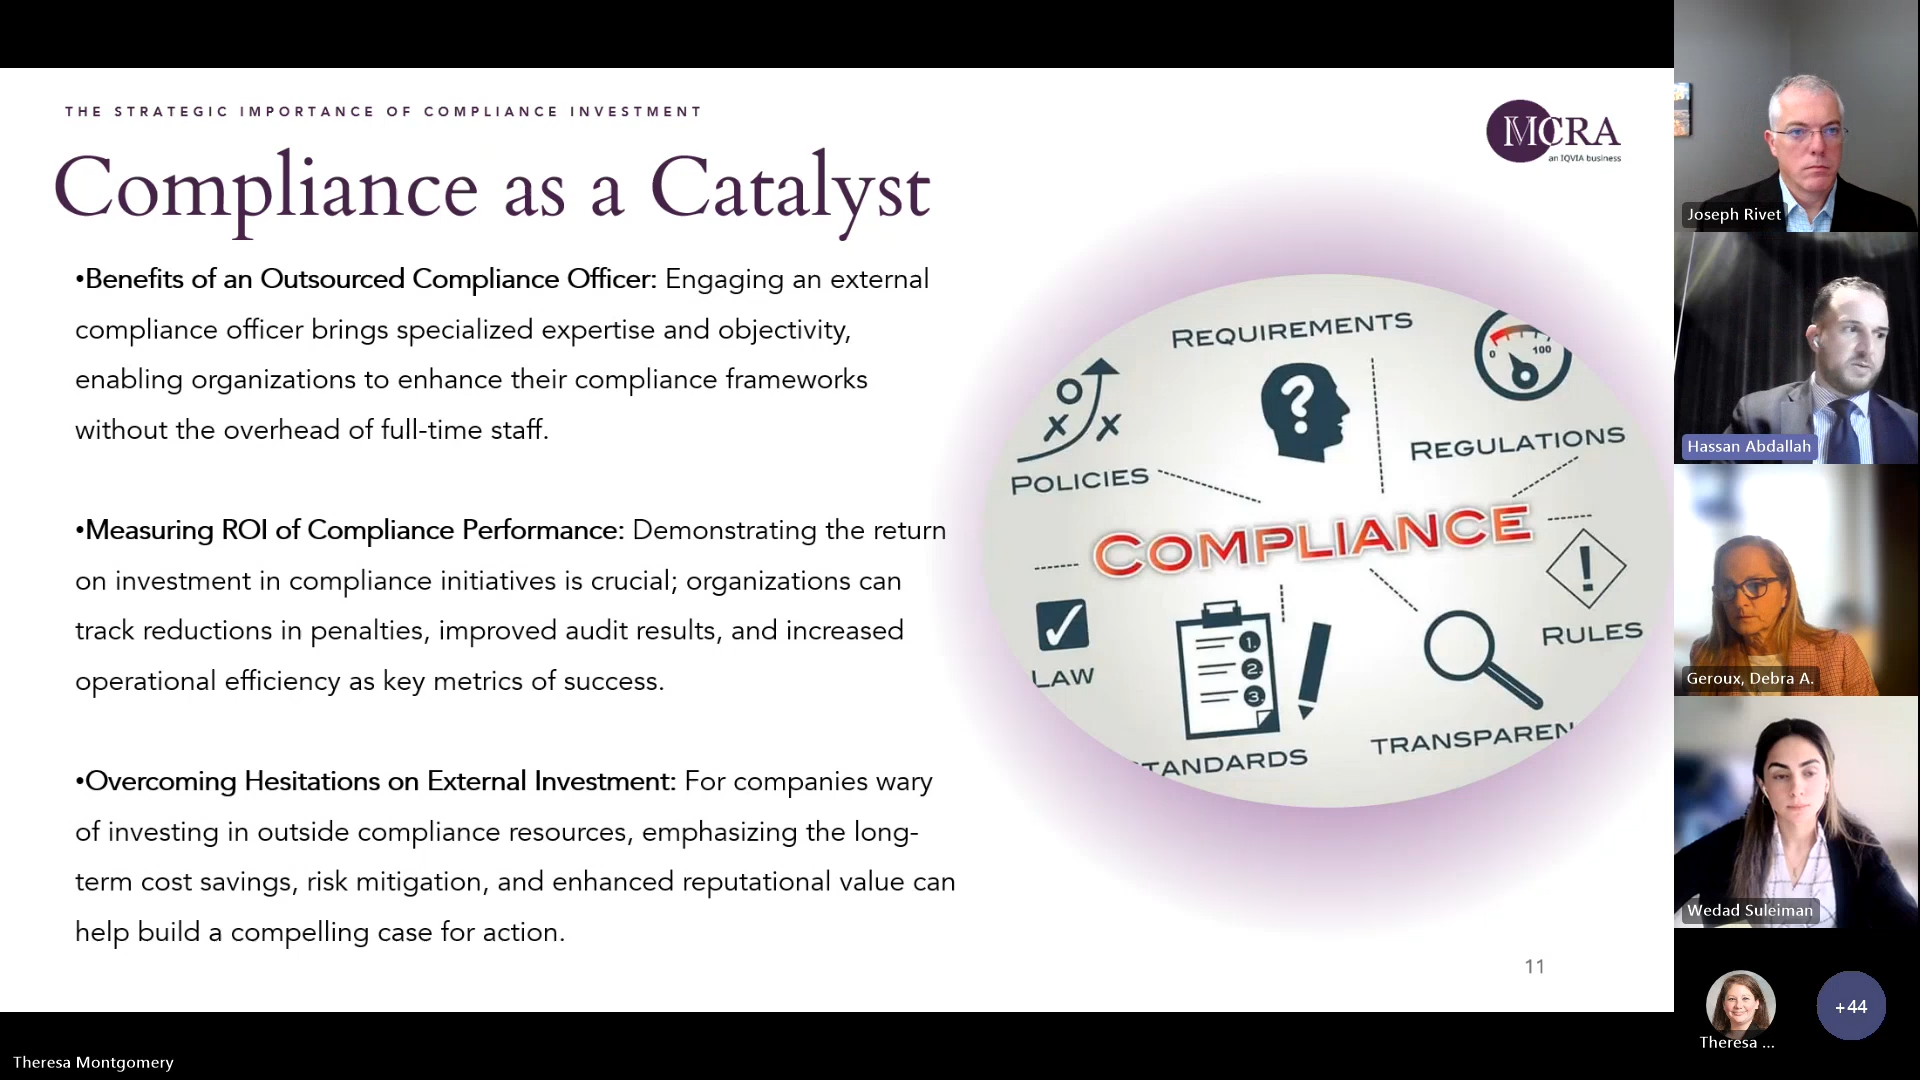 THE STRATEGIC IMPORTANCE OF COMPLIANCE INVESTMENT
MCRA
an IQVIA business
Compliance as a Catalyst
•Benefits of an Outsourced Compliance Officer: Engaging an external
compliance officer brings specialized expertise and objectivity,
enabling organizations to enhance their compliance frameworks
without the overhead of full-time staff.
•Measuring ROI of Compliance Performance: Demonstrating the return
on investment in compliance initiatives is crucial; organizations can
track reductions in penalties, improved audit results, and increased
operational efficiency as key metrics of success.
•Overcoming Hesitations on External Investment: For companies wary
of investing in outside compliance resources, emphasizing the long-
term cost savings, risk mitigation, and enhanced reputational value can
help build a compelling case for action.
REQUIREMENTS
?
0 100
REGULATIONS
POLICIES
COMPLIANCE
!
RULES
LAW
1.
2.
3.
TANDARDS
TRANSPAREN
11
Joseph Rivet
Hassan Abdallah
Geroux, Debra A.
Wedad Suleiman
Theresa ...
+44
Theresa Montgomery